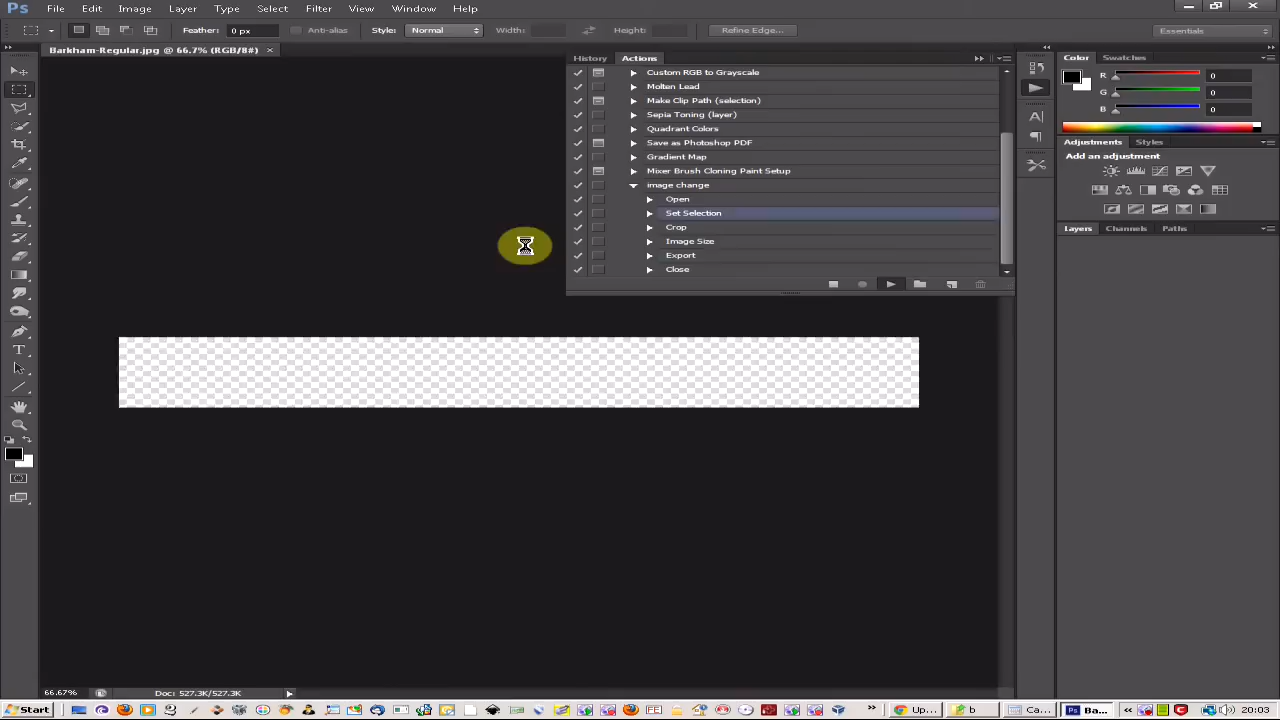 Ps File Edit Image Layer Type Select Filter View Window Help
Feather: 0 px Anti-alias Style: Normal Width: Height: Refine Edge... Essentials
Barkham-Regular.jpg @ 66.7% (RGB/8#) ×
History Actions
Custom RGB to Grayscale
Molten Lead
Make Clip Path (selection)
Sepia Toning (layer)
Quadrant Colors
Save as Photoshop PDF
Gradient Map
Mixer Brush Cloning Paint Setup
image change
Open
Set Selection
Crop
Image Size
Export
Close
Color Swatches
R 0
G 0
B 0
Adjustments Styles
Add an adjustment
Layers Channels Paths
66.67% Doc: 527.3K/527.3K
Start Up... b Ca... Ps Ba... 20:03